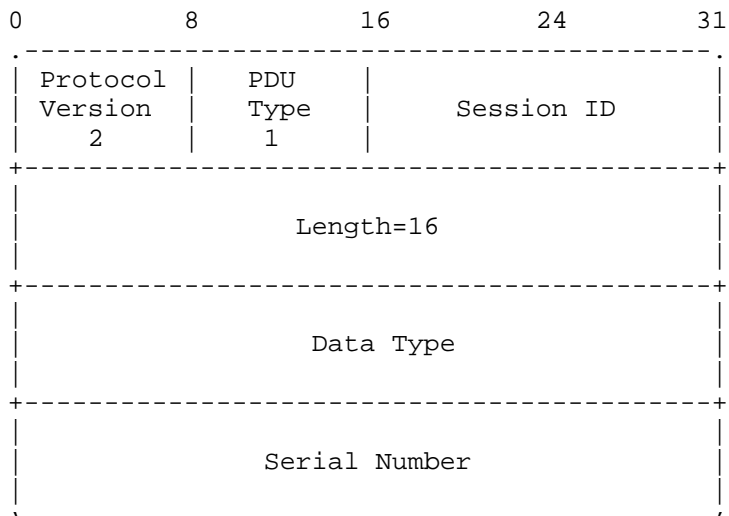 0 8 16 24 31
Protocol PDU
Version Type Session ID
2 1
Length=16
Data Type
Serial Number